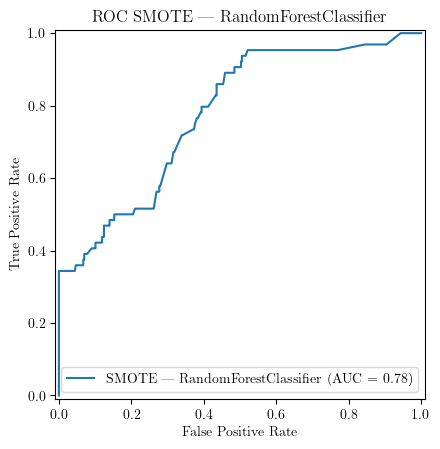 ROC SMOTE — RandomForestClassifier
True Positive Rate
1.0
0.8
0.6
0.4
0.2
0.0
SMOTE — RandomForestClassifier (AUC = 0.78)
0.0 0.2 0.4 0.6 0.8 1.0
False Positive Rate